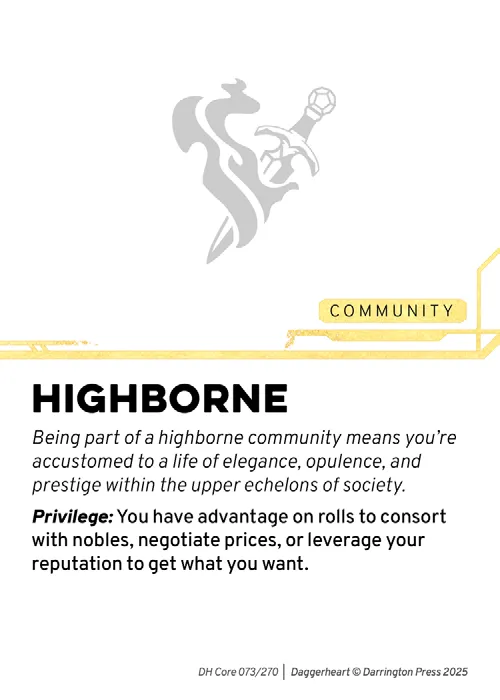 COMMUNITY
HIGHBORNE
Being part of a highborne community means you’re
accustomed to a life of elegance, opulence, and
prestige within the upper echelons of society.
Privilege: You have advantage on rolls to consort
with nobles, negotiate prices, or leverage your
reputation to get what you want.
DH Core 073/270 | Daggerheart © Darrington Press 2025